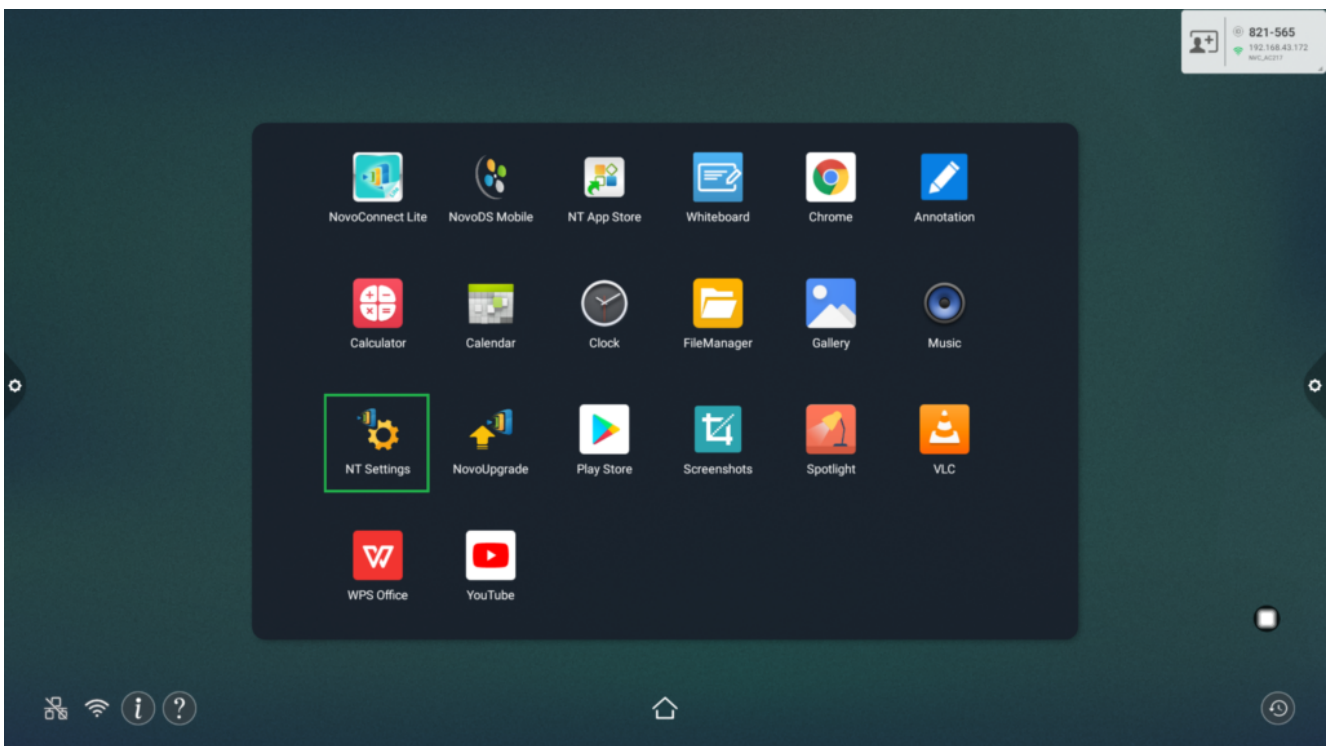 821-565
192.168.43.172
NVC_AC217
NovoConnect Lite
NovoDS Mobile
NT App Store
Whiteboard
Chrome
Annotation
Calculator
Calendar
Clock
FileManager
Gallery
Music
NT Settings
NovoUpgrade
Play Store
Screenshots
Spotlight
VLC
WPS Office
YouTube
i
?